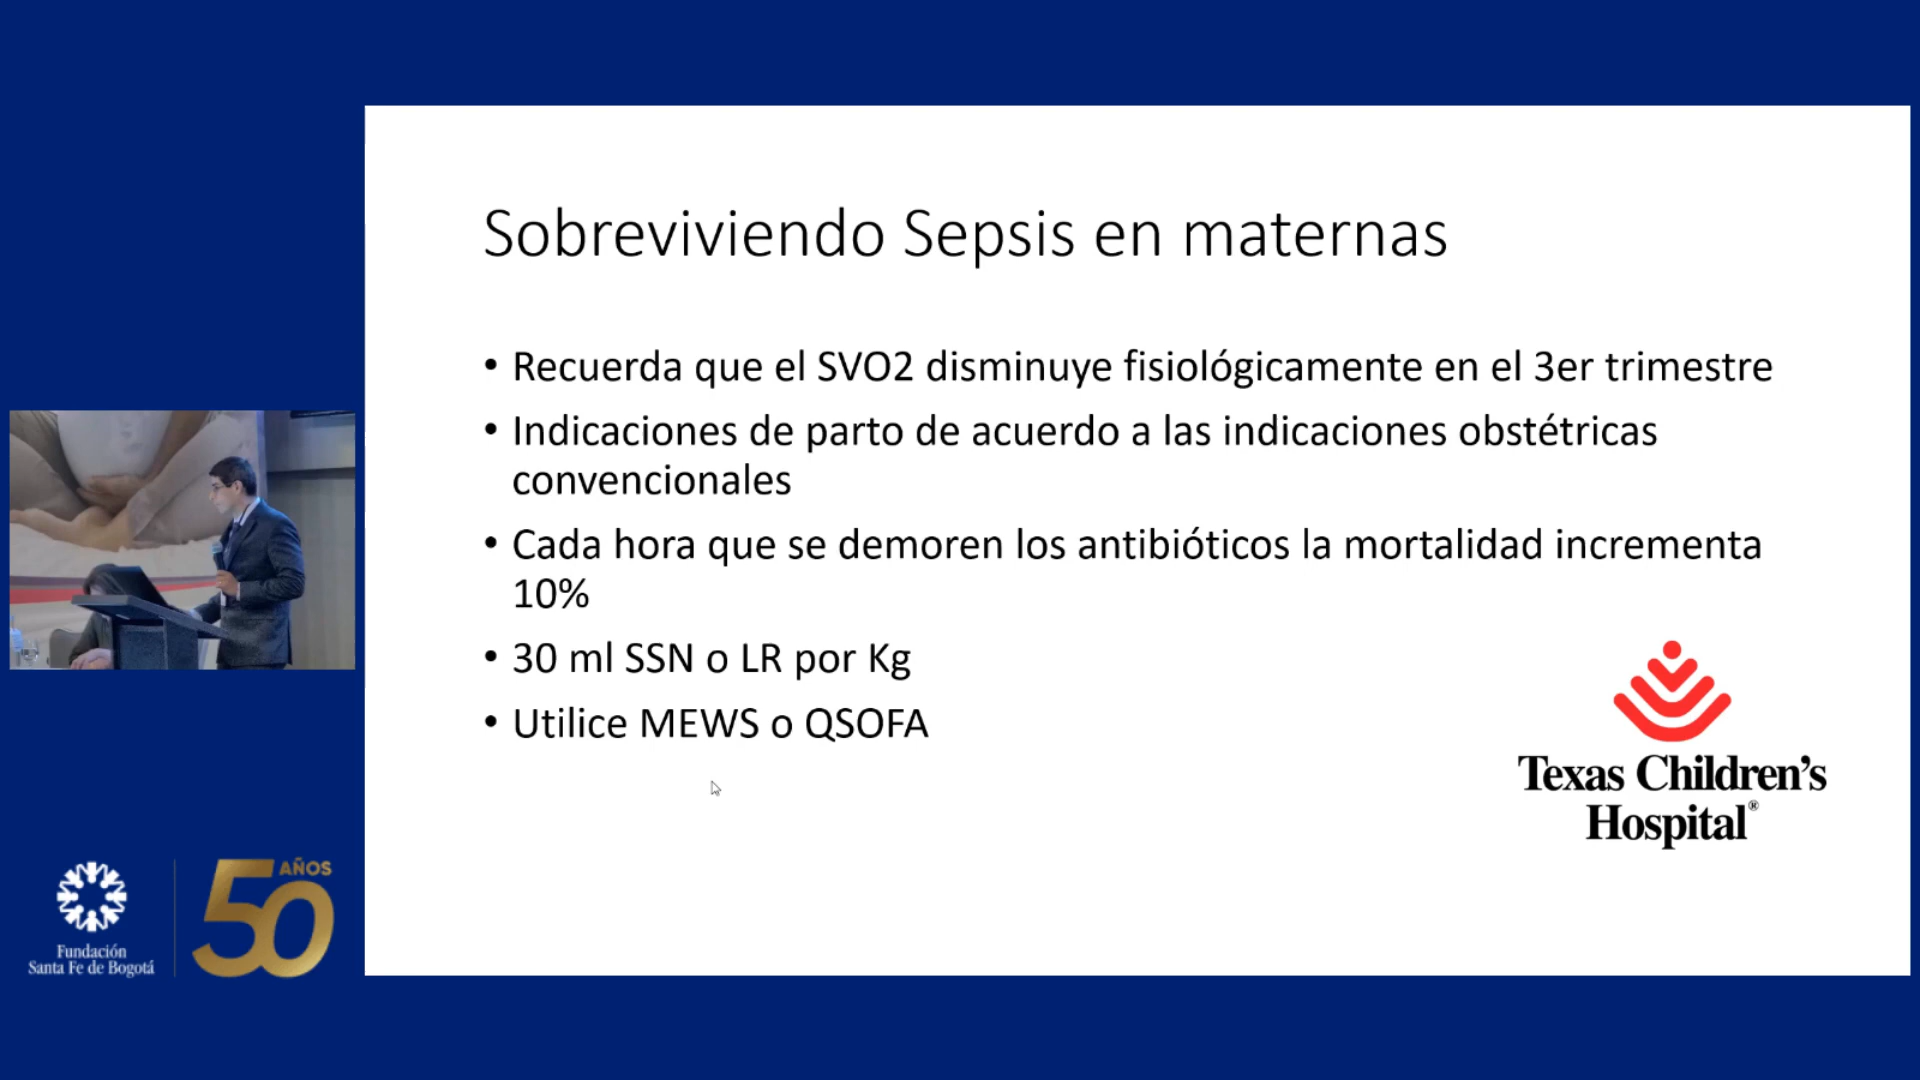 Sobreviviendo Sepsis en maternas
• Recuerda que el SVO2 disminuye fisiológicamente en el 3er trimestre
• Indicaciones de parto de acuerdo a las indicaciones obstétricas
convencionales
• Cada hora que se demoren los antibióticos la mortalidad incrementa
10%
• 30 ml SSN o LR por Kg
• Utilice MEWS o QSOFA
Texas Children's
Hospital®
Fundación
Santa Fe de Bogotá
50 AÑOS